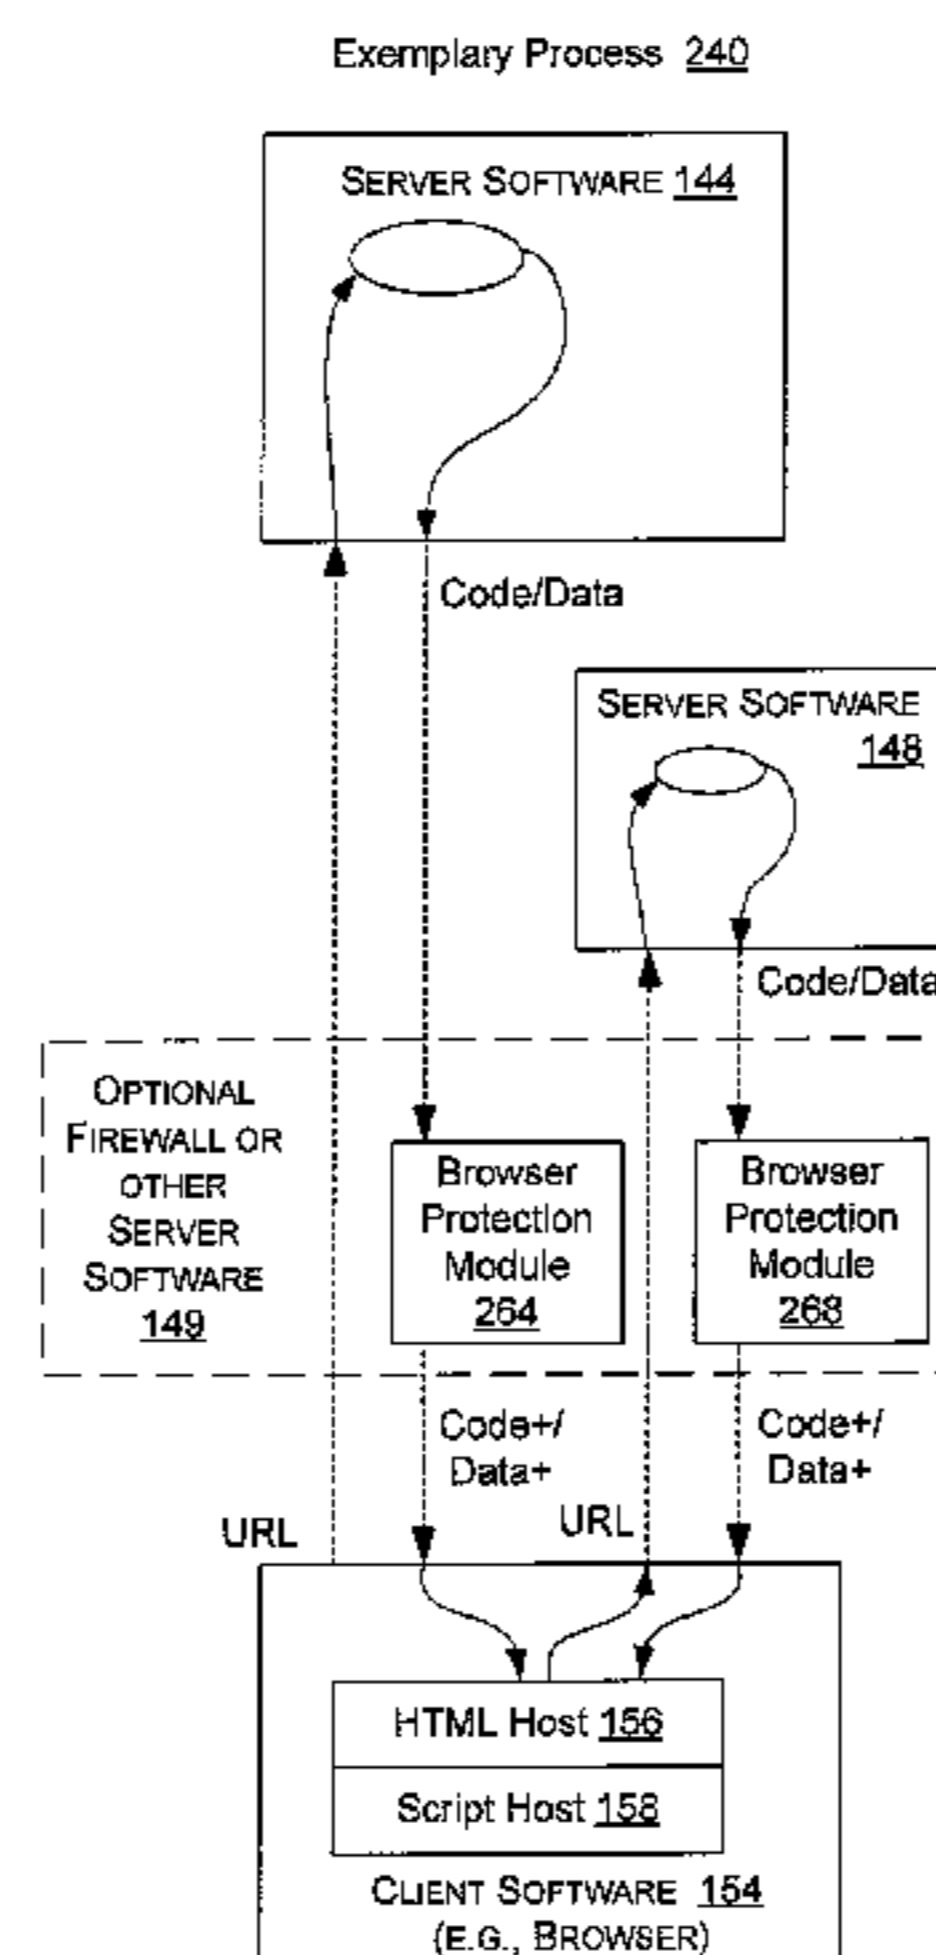 Exemplary Process 240
SERVER SOFTWARE 144
Code/Data
SERVER SOFTWARE
148
Code/Data
OPTIONAL
FIREWALL OR
OTHER
SERVER
SOFTWARE
149
Browser
Protection
Module
264
Browser
Protection
Module
268
Code+/
Data+
Code+/
Data+
URL
URL
HTML Host 156
Script Host 158
CLIENT SOFTWARE 154
(E.G., BROWSER)